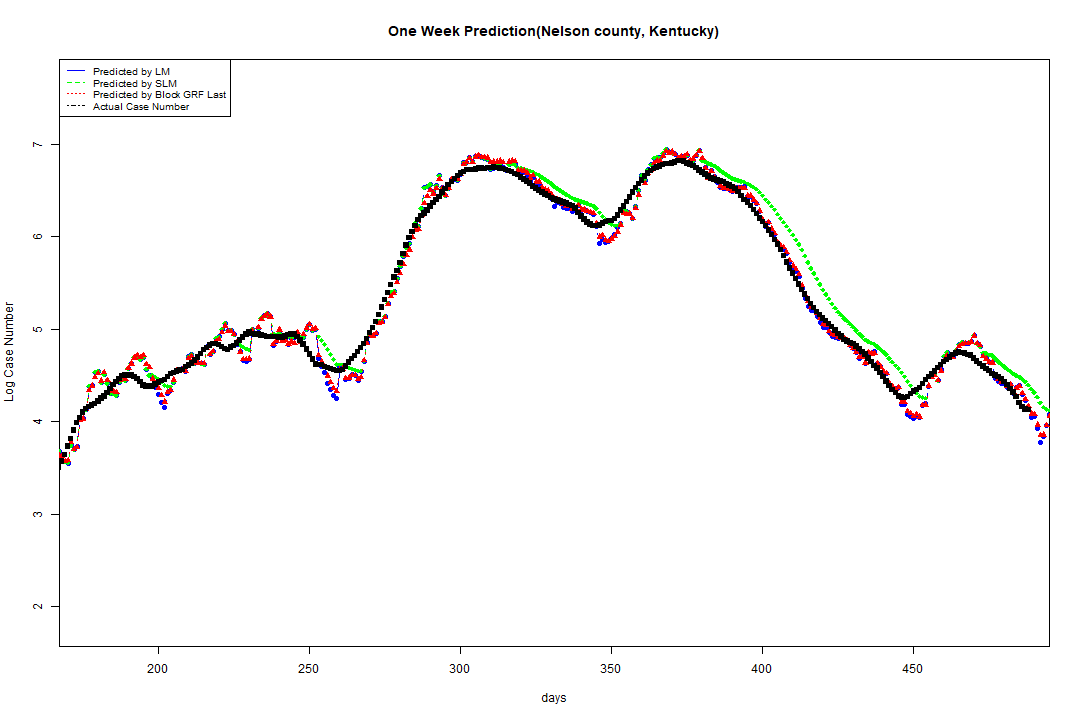 One Week Prediction(Nelson county, Kentucky)
Predicted by LM
Predicted by SLM
Predicted by Block GRF Last
Actual Case Number
7
6
5
4
3
2
Log Case Number
200 250 300 350 400 450
days